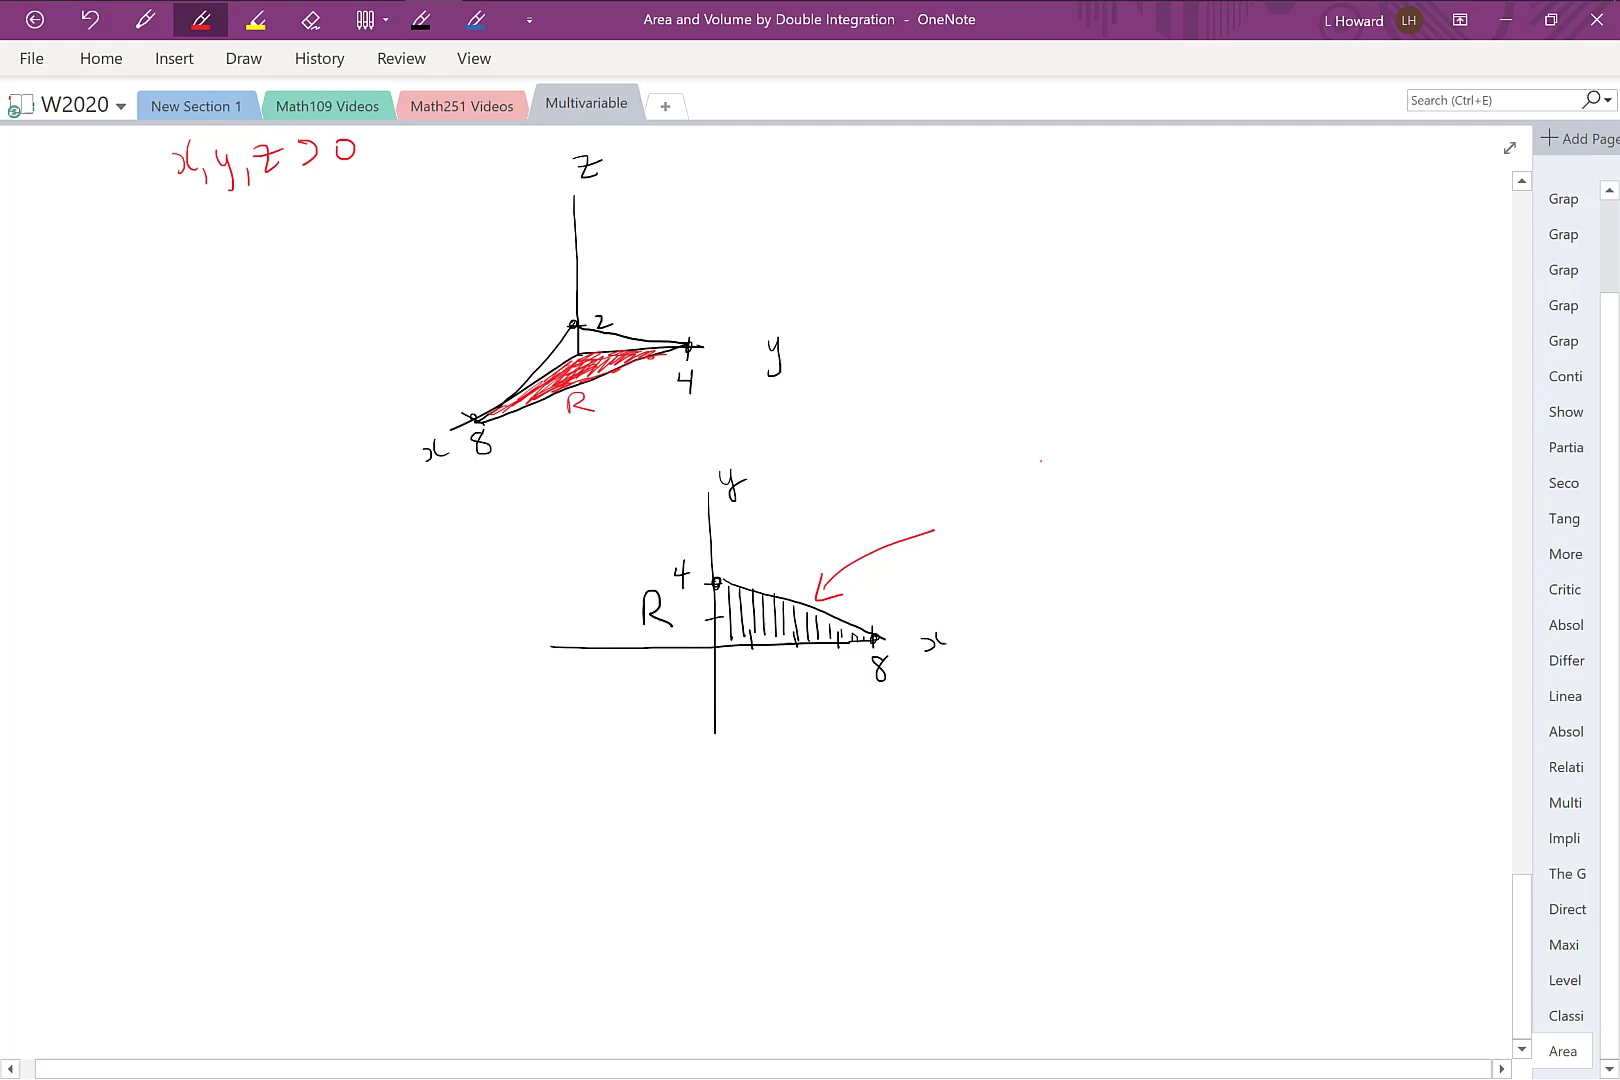 Area and Volume by Double Integration - OneNote
L Howard LH
File Home Insert Draw History Review View
W2020 New Section 1 Math109 Videos Math251 Videos Multivariable +
Search (Ctrl+E)
+ Add Page
x, y, z > 0
z
2
y
4
R
x 8
y
4
R
x
8
Grap
Grap
Grap
Grap
Grap
Conti
Show
Partia
Seco
Tang
More
Critic
Absol
Differ
Linea
Absol
Relati
Multi
Impli
The G
Direct
Maxi
Level
Classi
Area